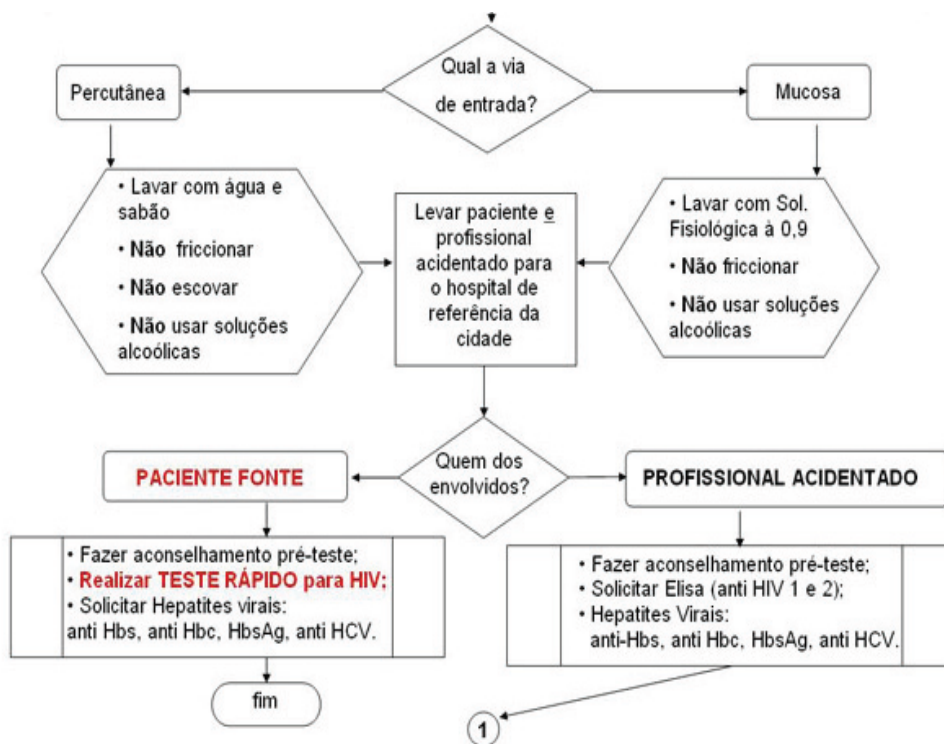 Qual a via
de entrada?
Percutânea
Mucosa
• Lavar com água e
sabão
• Não friccionar
• Não escovar
• Não usar soluções
alcoólicas
Levar paciente e
profissional
acidentado para
o hospital de
referência da
cidade
• Lavar com Sol.
Fisiológica à 0,9
• Não friccionar
• Não usar soluções
alcoólicas
Quem dos
envolvidos?
PACIENTE FONTE
PROFISSIONAL ACIDENTADO
• Fazer aconselhamento pré-teste;
• Realizar TESTE RÁPIDO para HIV;
• Solicitar Hepatites virais:
anti Hbs, anti Hbc, HbsAg, anti HCV.
• Fazer aconselhamento pré-teste;
• Solicitar Elisa (anti HIV 1 e 2);
• Hepatites Virais:
anti-Hbs, anti Hbc, HbsAg, anti HCV.
fim
1